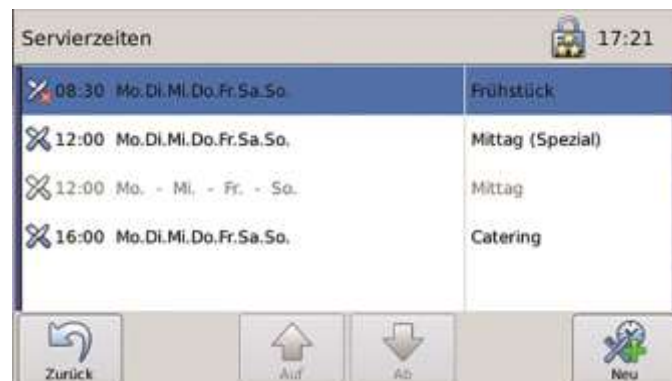 Servierzeiten 17:21
08:30 Mo.Di.Mi.Do.Fr.Sa.So. Frühstück
12:00 Mo.Di.Mi.Do.Fr.Sa.So. Mittag (Spezial)
12:00 Mo. - Mi. - Fr. - So. Mittag
16:00 Mo.Di.Mi.Do.Fr.Sa.So. Catering
Zurück Auf Ab Neu